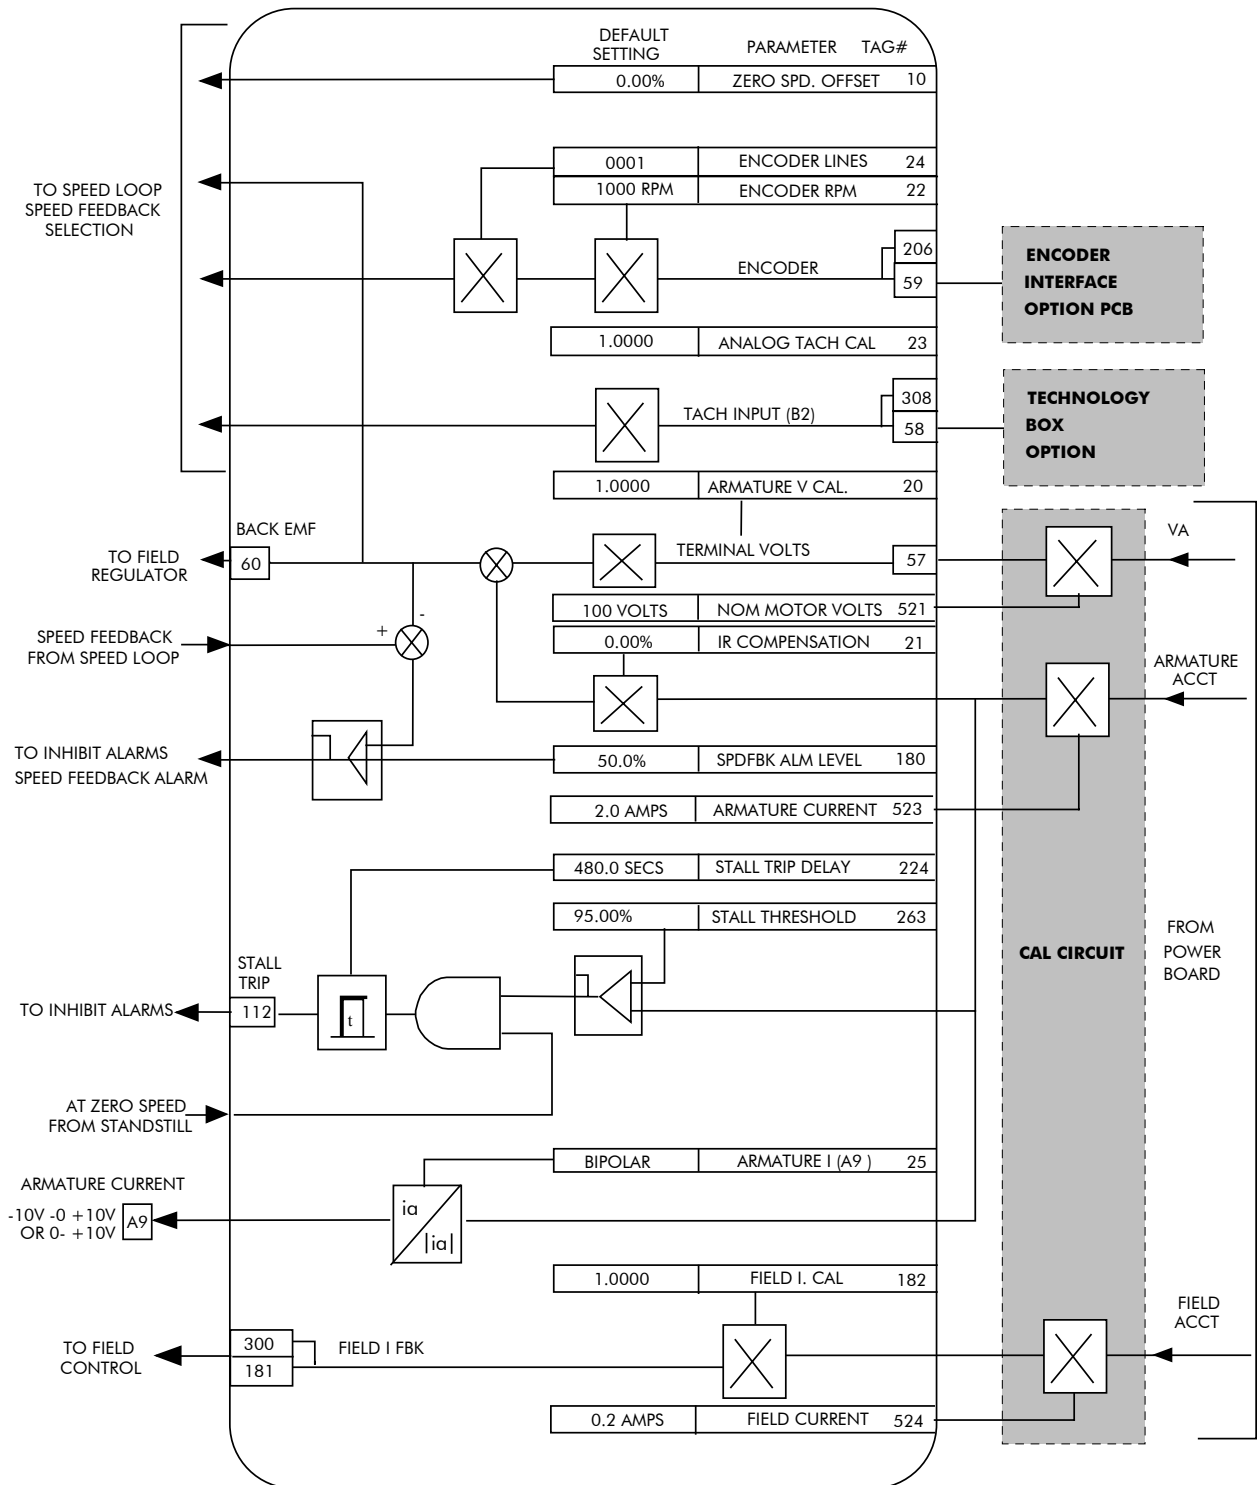 DEFAULT
SETTING
PARAMETER TAG#
0.00% ZERO SPD. OFFSET 10
0001 ENCODER LINES 24
1000 RPM ENCODER RPM 22
TO SPEED LOOP
SPEED FEEDBACK
SELECTION
206
ENCODER
59
ENCODER
INTERFACE
OPTION PCB
1.0000 ANALOG TACH CAL 23
308
TACH INPUT (B2)
58
TECHNOLOGY
BOX
OPTION
1.0000 ARMATURE V CAL. 20
BACK EMF
TO FIELD
REGULATOR
60
TERMINAL VOLTS
57
VA
100 VOLTS NOM MOTOR VOLTS 521
-
+
SPEED FEEDBACK
FROM SPEED LOOP
0.00% IR COMPENSATION 21
ARMATURE
ACCT
TO INHIBIT ALARMS
SPEED FEEDBACK ALARM
50.0% SPDFBK ALM LEVEL 180
2.0 AMPS ARMATURE CURRENT 523
480.0 SECS STALL TRIP DELAY 224
95.00% STALL THRESHOLD 263
CAL CIRCUIT
FROM
POWER
BOARD
STALL
TRIP
TO INHIBIT ALARMS
112
t
AT ZERO SPEED
FROM STANDSTILL
BIPOLAR ARMATURE I (A9 ) 25
ARMATURE CURRENT
-10V -0 +10V
OR 0- +10V
A9
ia
|ia|
1.0000 FIELD I. CAL 182
FIELD
ACCT
TO FIELD
CONTROL
300
181
FIELD I FBK
0.2 AMPS FIELD CURRENT 524